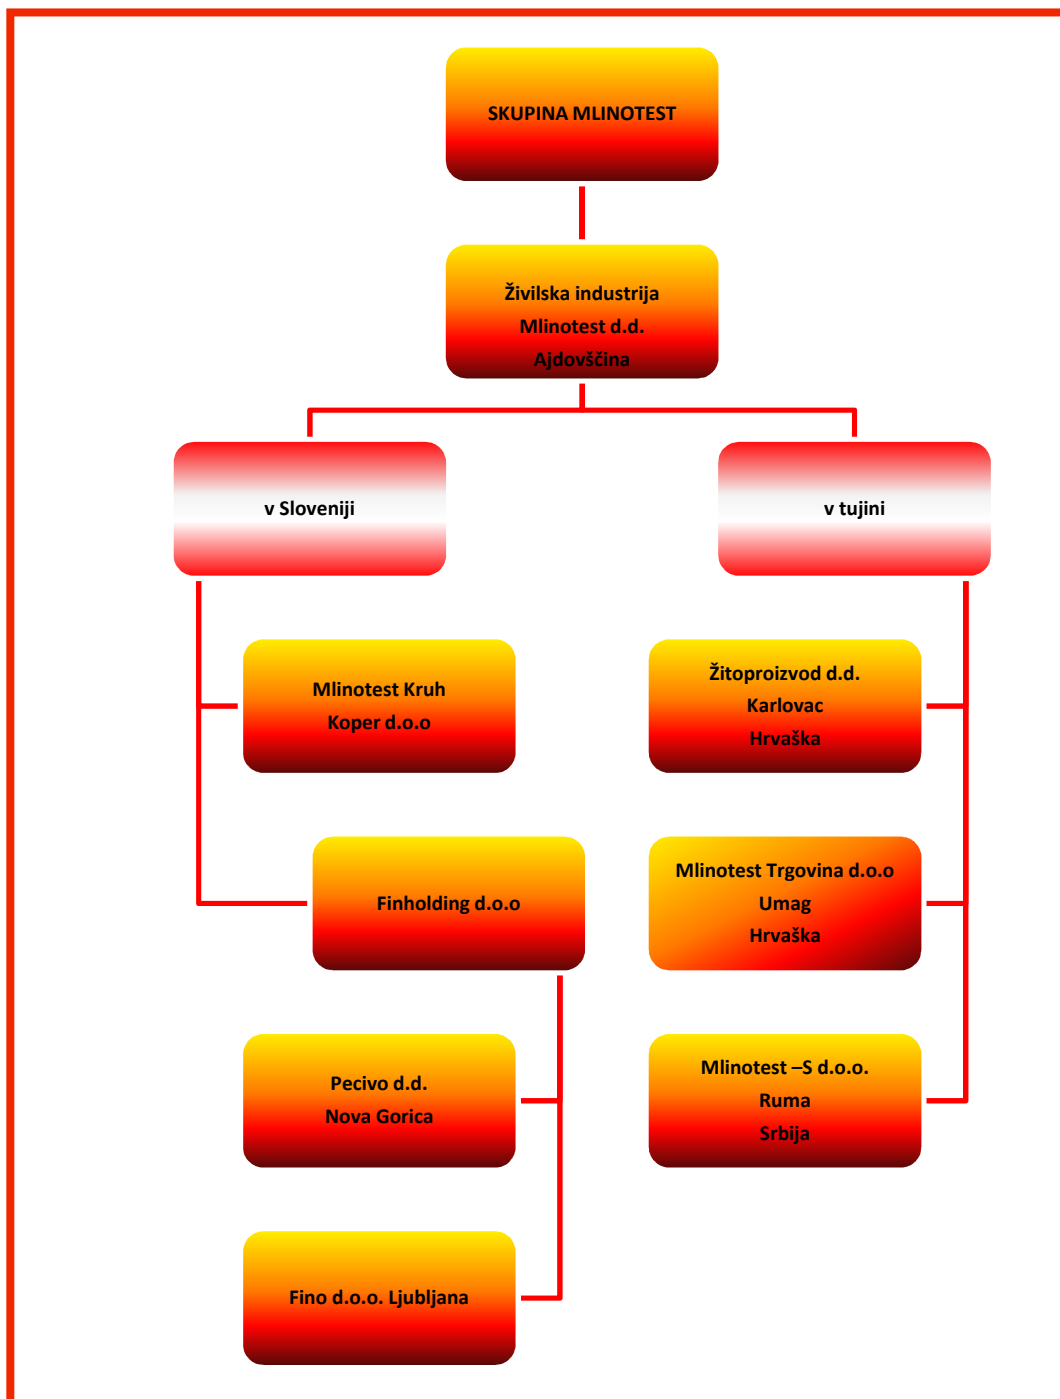 SKUPINA MLINOTEST
Živilska industrija
Mlinotest d.d.
Ajdovščina
v Sloveniji
v tujini
Mlinotest Kruh
Koper d.o.o
Žitoproizvod d.d.
Karlovac
Hrvaška
Finholding d.o.o
Mlinotest Trgovina d.o.o
Umag
Hrvaška
Pecivo d.d.
Nova Gorica
Mlinotest –S d.o.o.
Ruma
Srbija
Fino d.o.o. Ljubljana